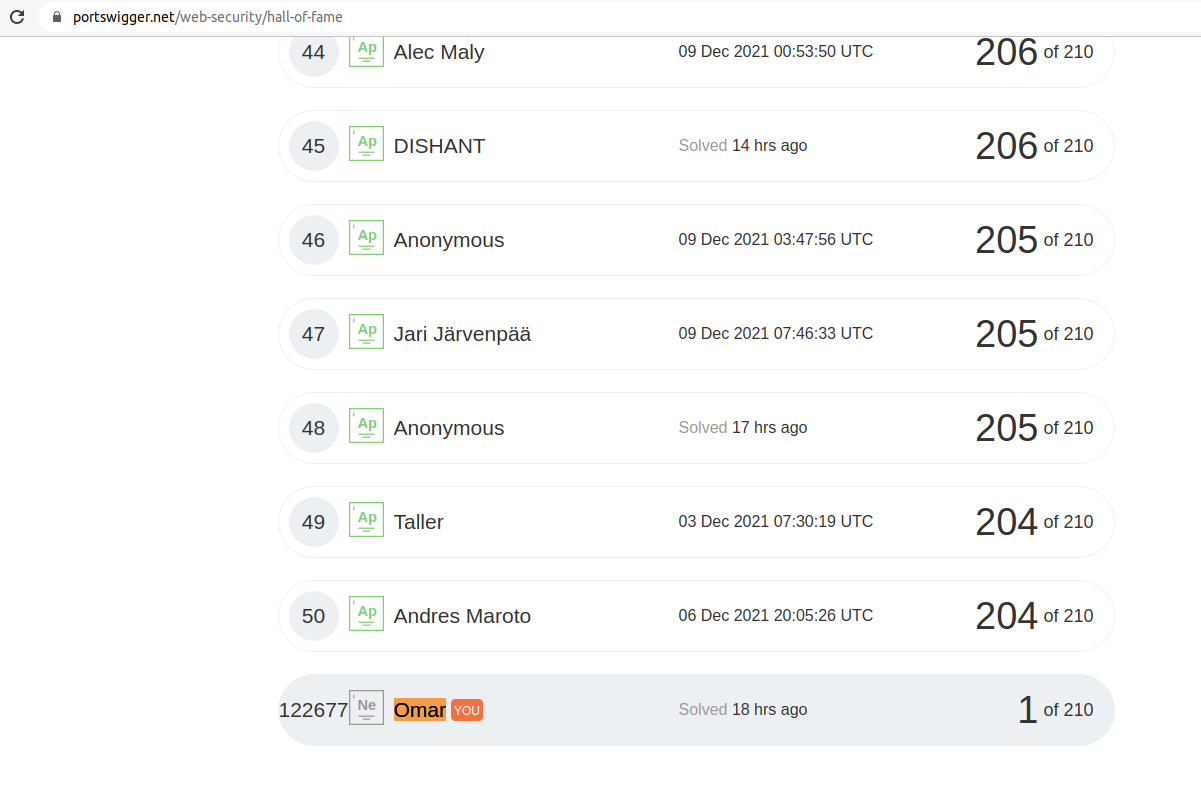 portswigger.net/web-security/hall-of-fame
44 Ap Alec Maly 09 Dec 2021 00:53:50 UTC 206 of 210
45 Ap DISHANT Solved 14 hrs ago 206 of 210
46 Ap Anonymous 09 Dec 2021 03:47:56 UTC 205 of 210
47 Ap Jari Järvenpää 09 Dec 2021 07:46:33 UTC 205 of 210
48 Ap Anonymous Solved 17 hrs ago 205 of 210
49 Ap Taller 03 Dec 2021 07:30:19 UTC 204 of 210
50 Ap Andres Maroto 06 Dec 2021 20:05:26 UTC 204 of 210
122677 Ne Omar YOU Solved 18 hrs ago 1 of 210